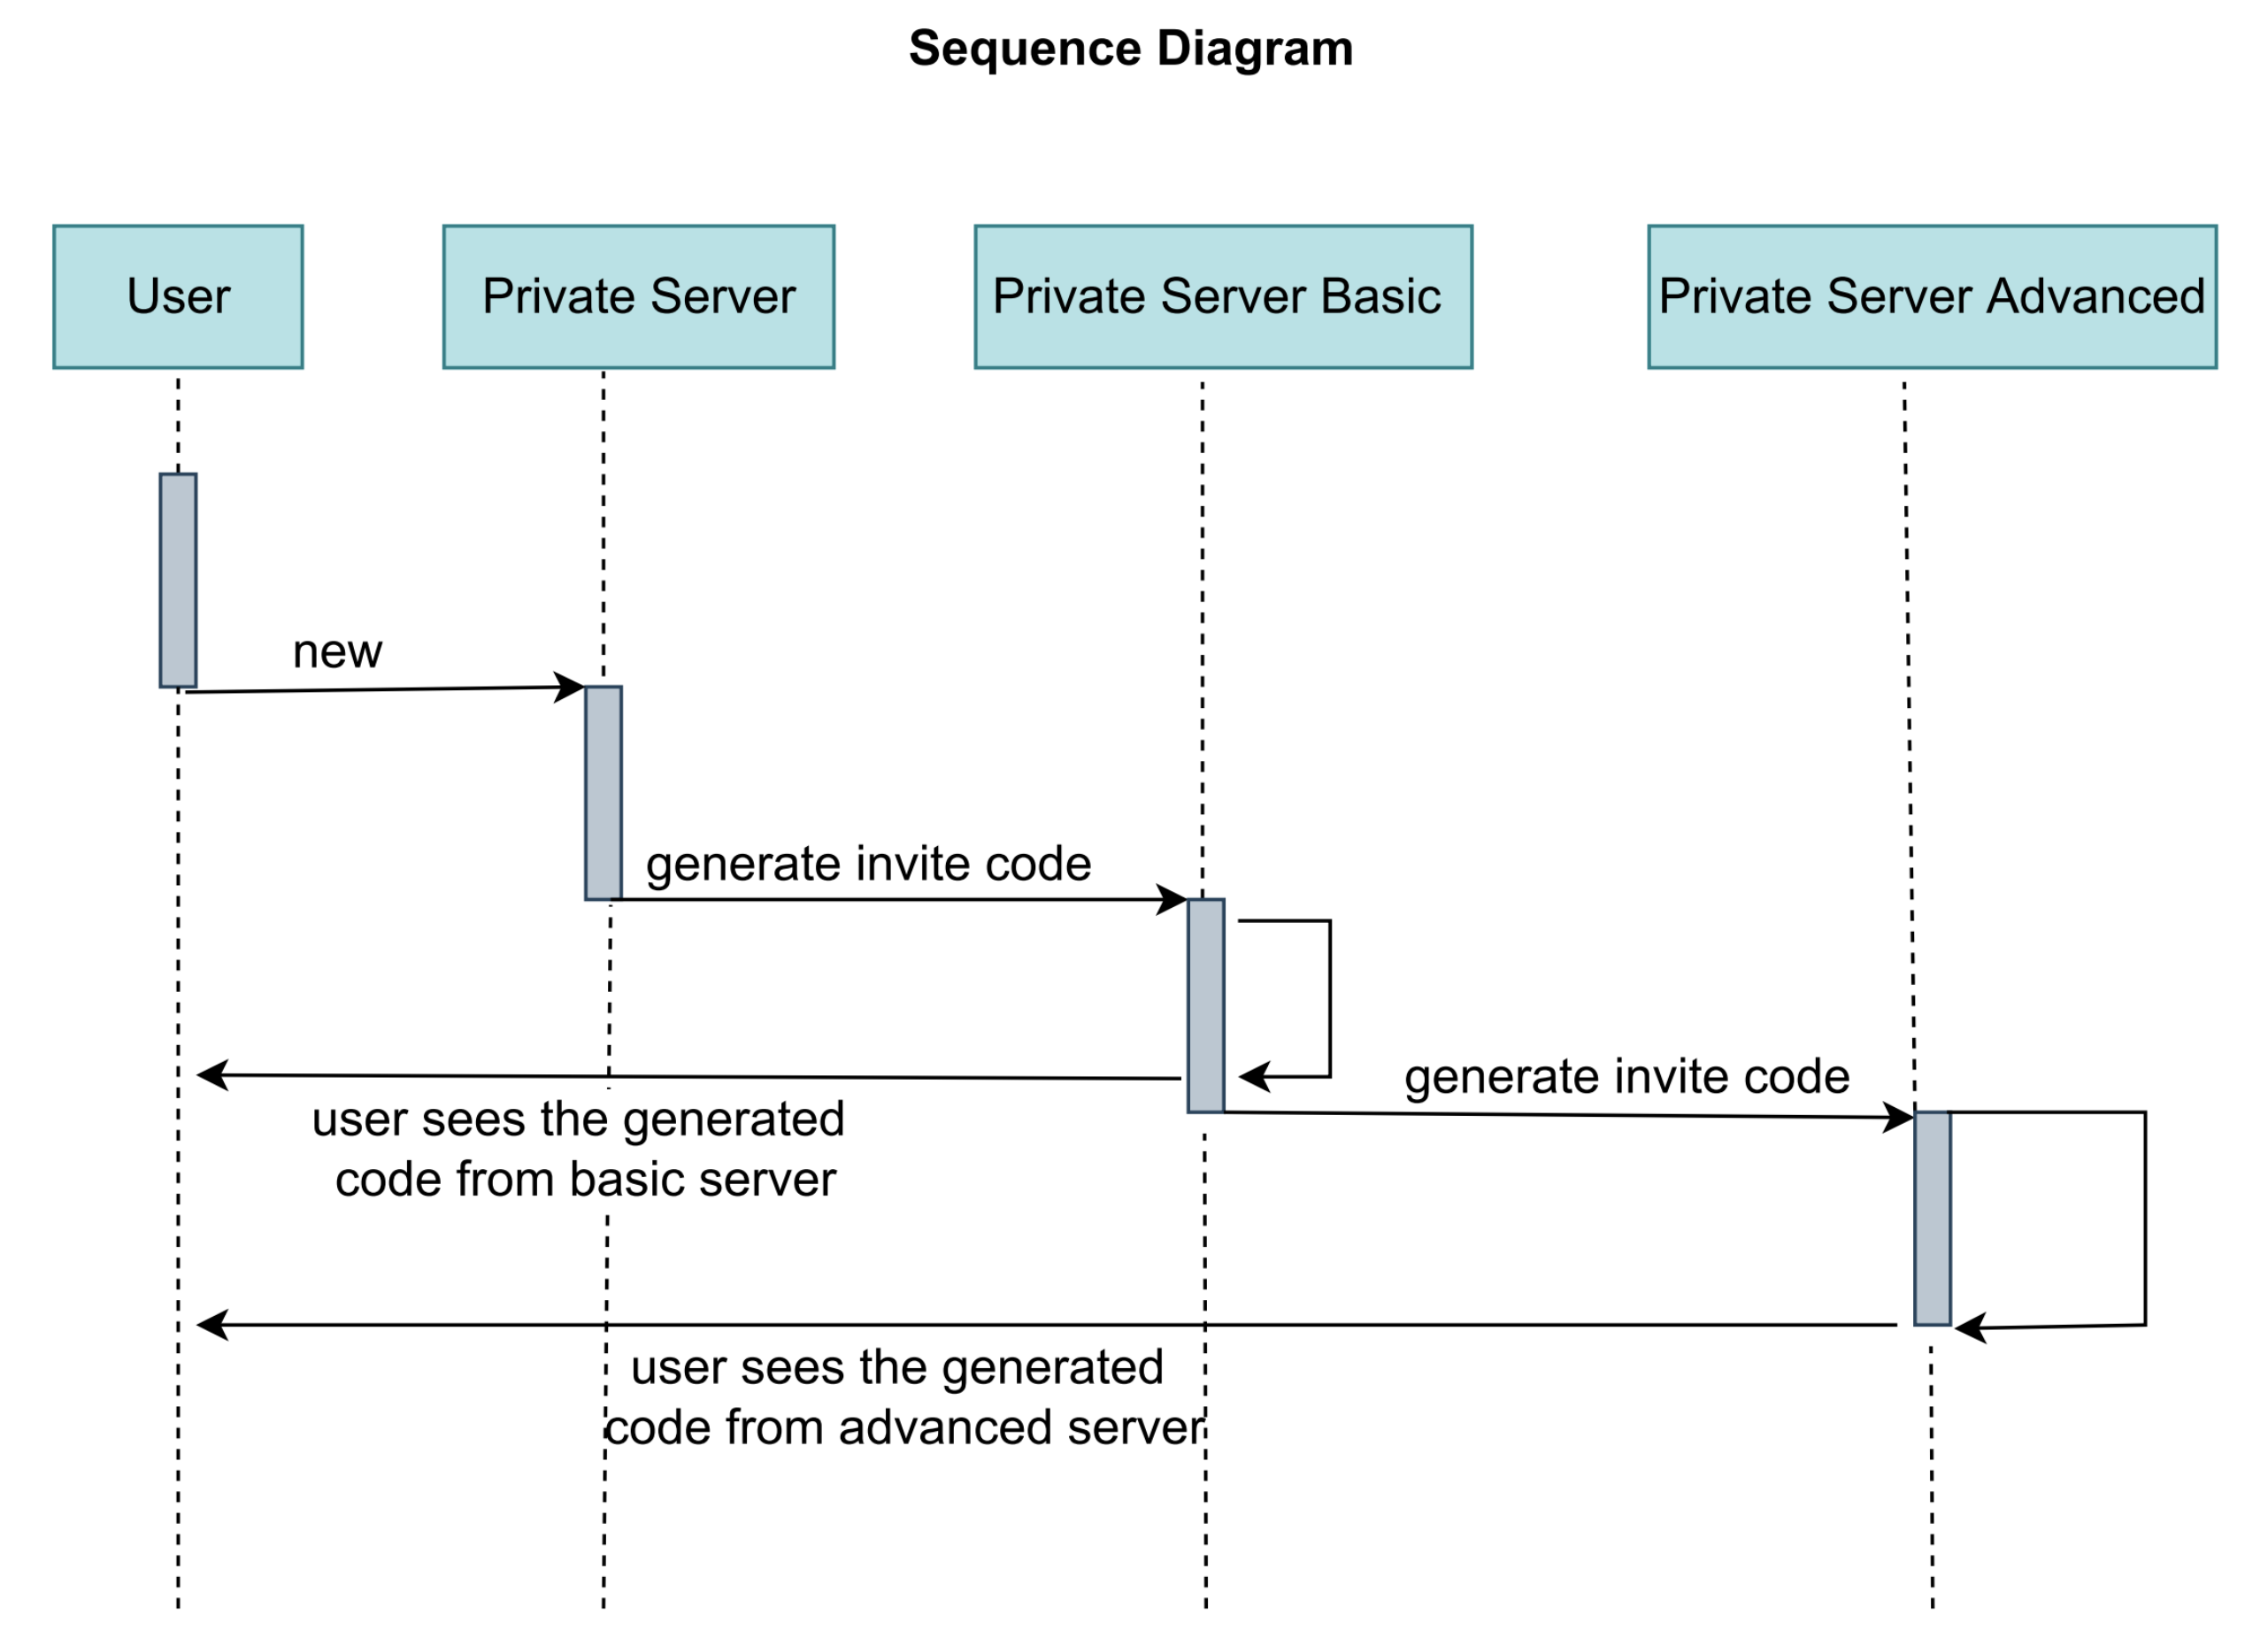 Sequence Diagram
User
Private Server
Private Server Basic
Private Server Advanced
new
generate invite code
generate invite code
user sees the generated
code from basic server
user sees the generated
code from advanced server